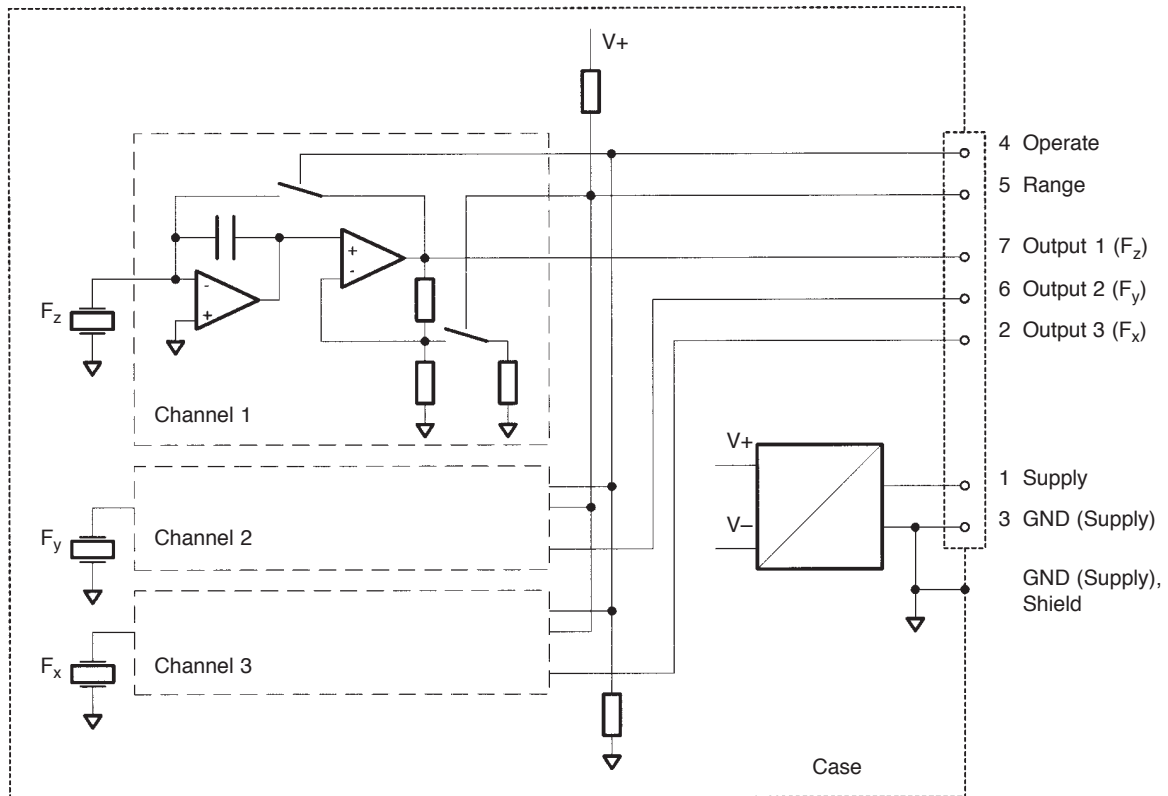 V+
4 Operate
5 Range
+
-
7 Output 1 (Fz)
-
+
Fz
6 Output 2 (Fy)
2 Output 3 (Fx)
Channel 1
V+
1 Supply
V–
3 GND (Supply)
Fy
Channel 2
GND (Supply),
Shield
Fx
Channel 3
Case